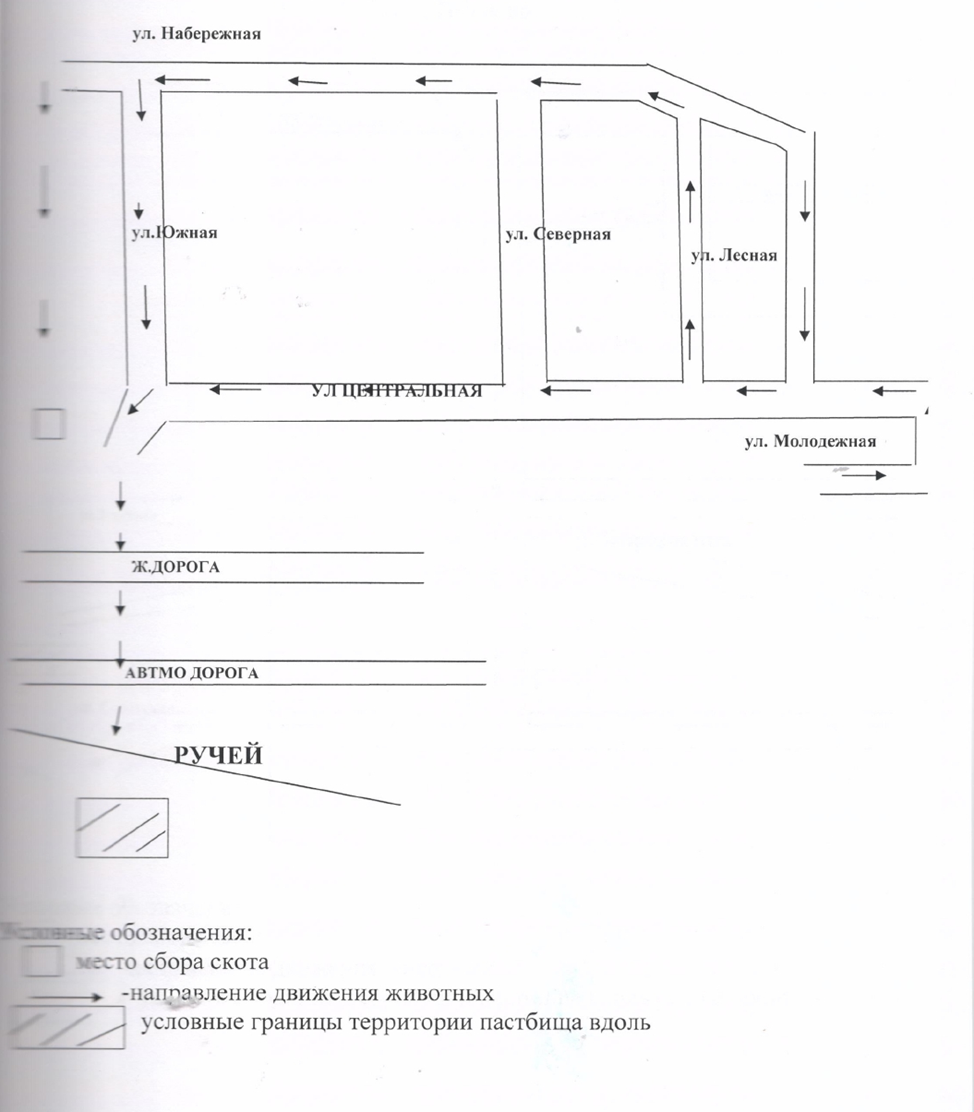 ул. Набережная
ул.Южная
ул. Северная
ул. Лесная
УЛ ЦЕНТРАЛЬНАЯ
ул. Молодежная
Ж.ДОРОГА
АВТМО ДОРОГА
РУЧЕЙ
Условные обозначения:
место сбора скота
-направление движения животных
условные границы территории пастбища вдоль